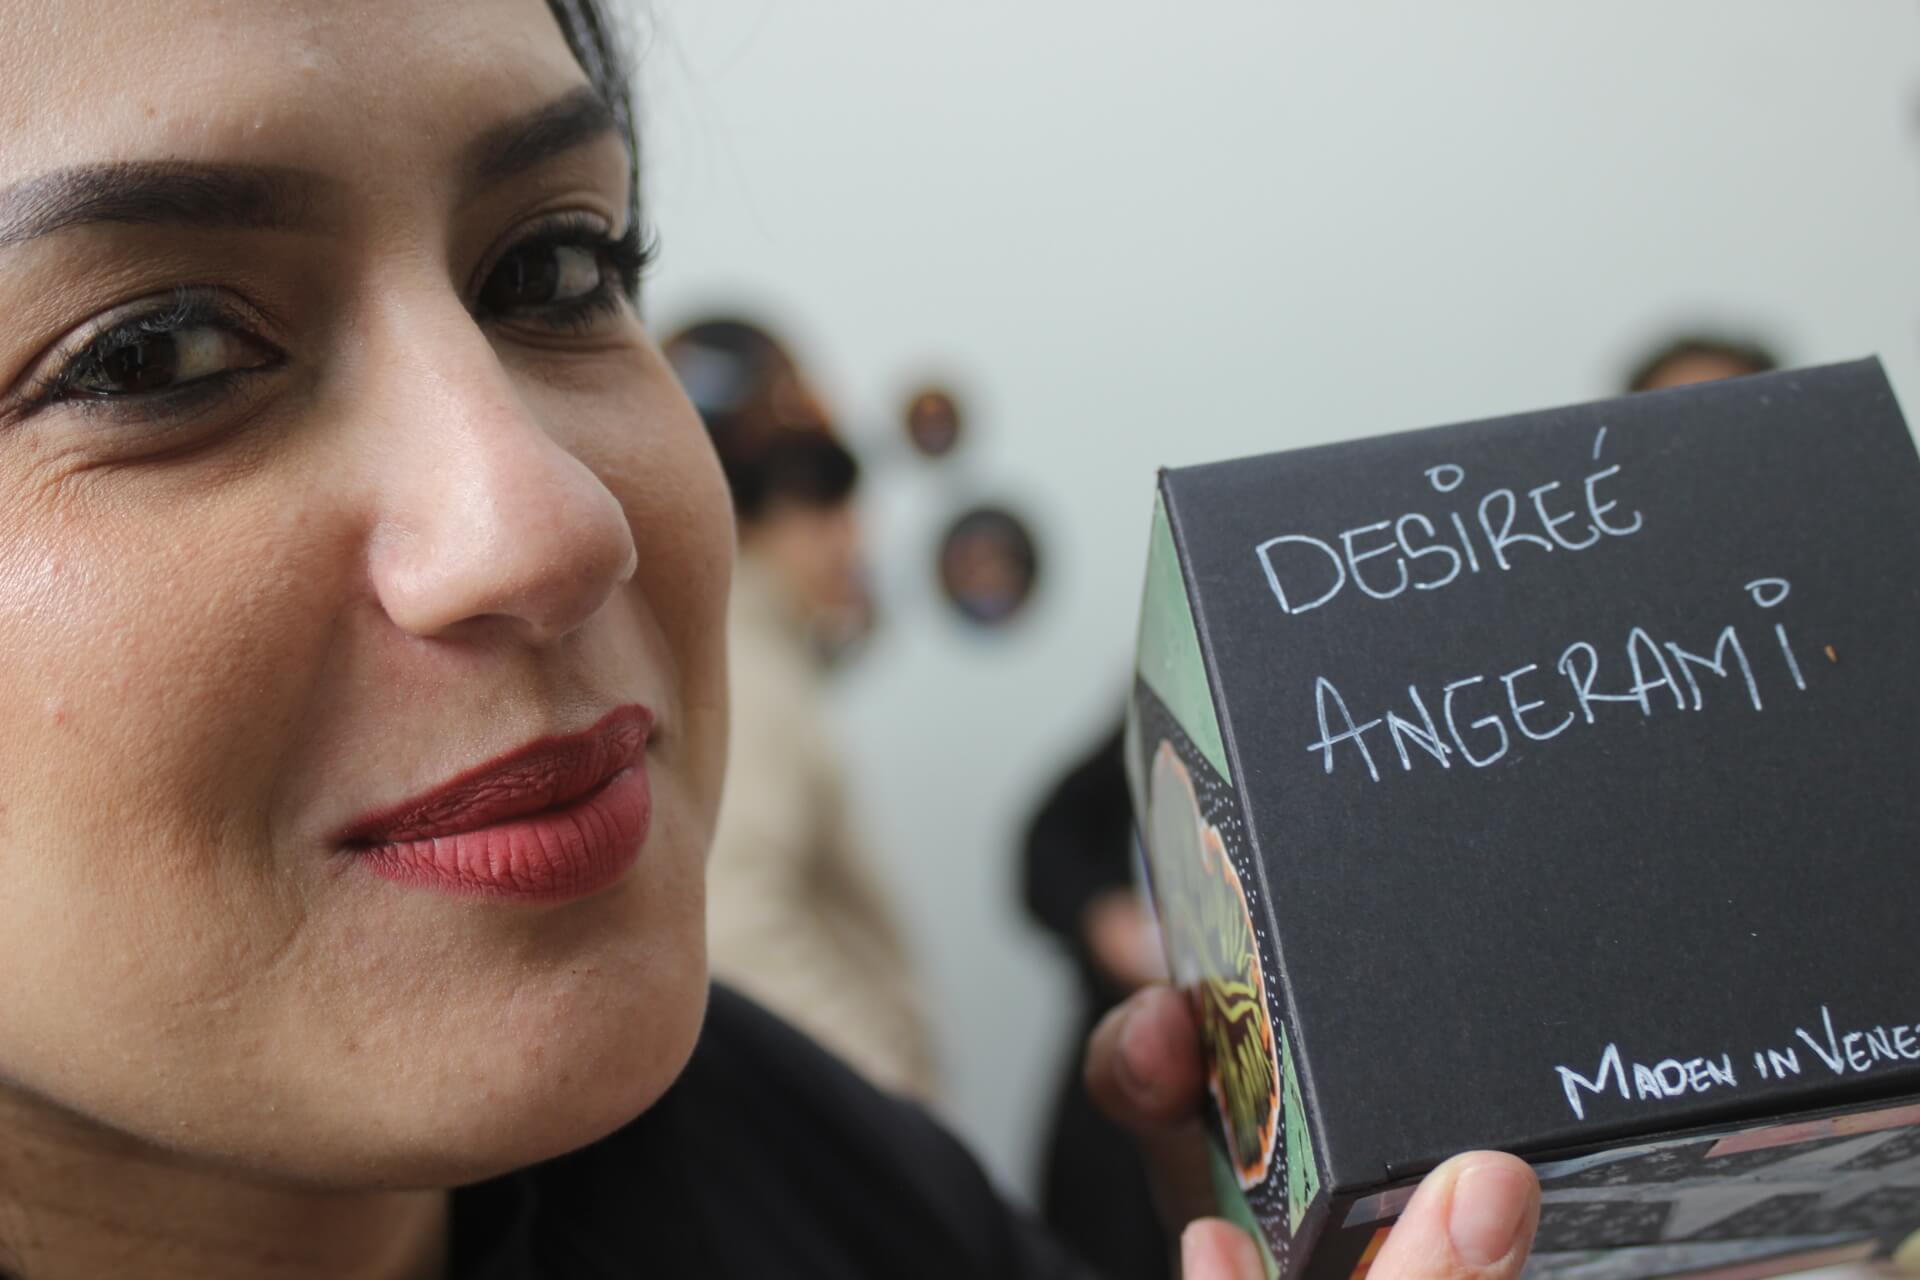 DESIREÉ
ANGERAMI.
MADEN IN VENE